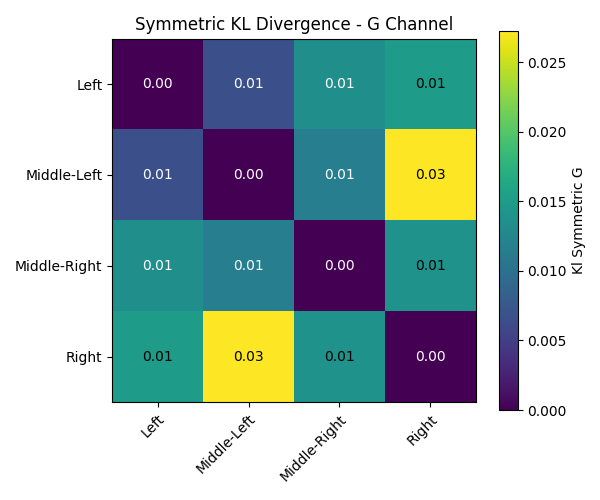 Symmetric KL Divergence - G Channel
Left
0.00 0.01 0.01 0.01
Middle-Left
0.01 0.00 0.01 0.03
Middle-Right
0.01 0.01 0.00 0.01
Right
0.01 0.03 0.01 0.00
Left
Middle-Left
Middle-Right
Right
0.025
0.020
0.015
0.010
0.005
0.000
Kl Symmetric G